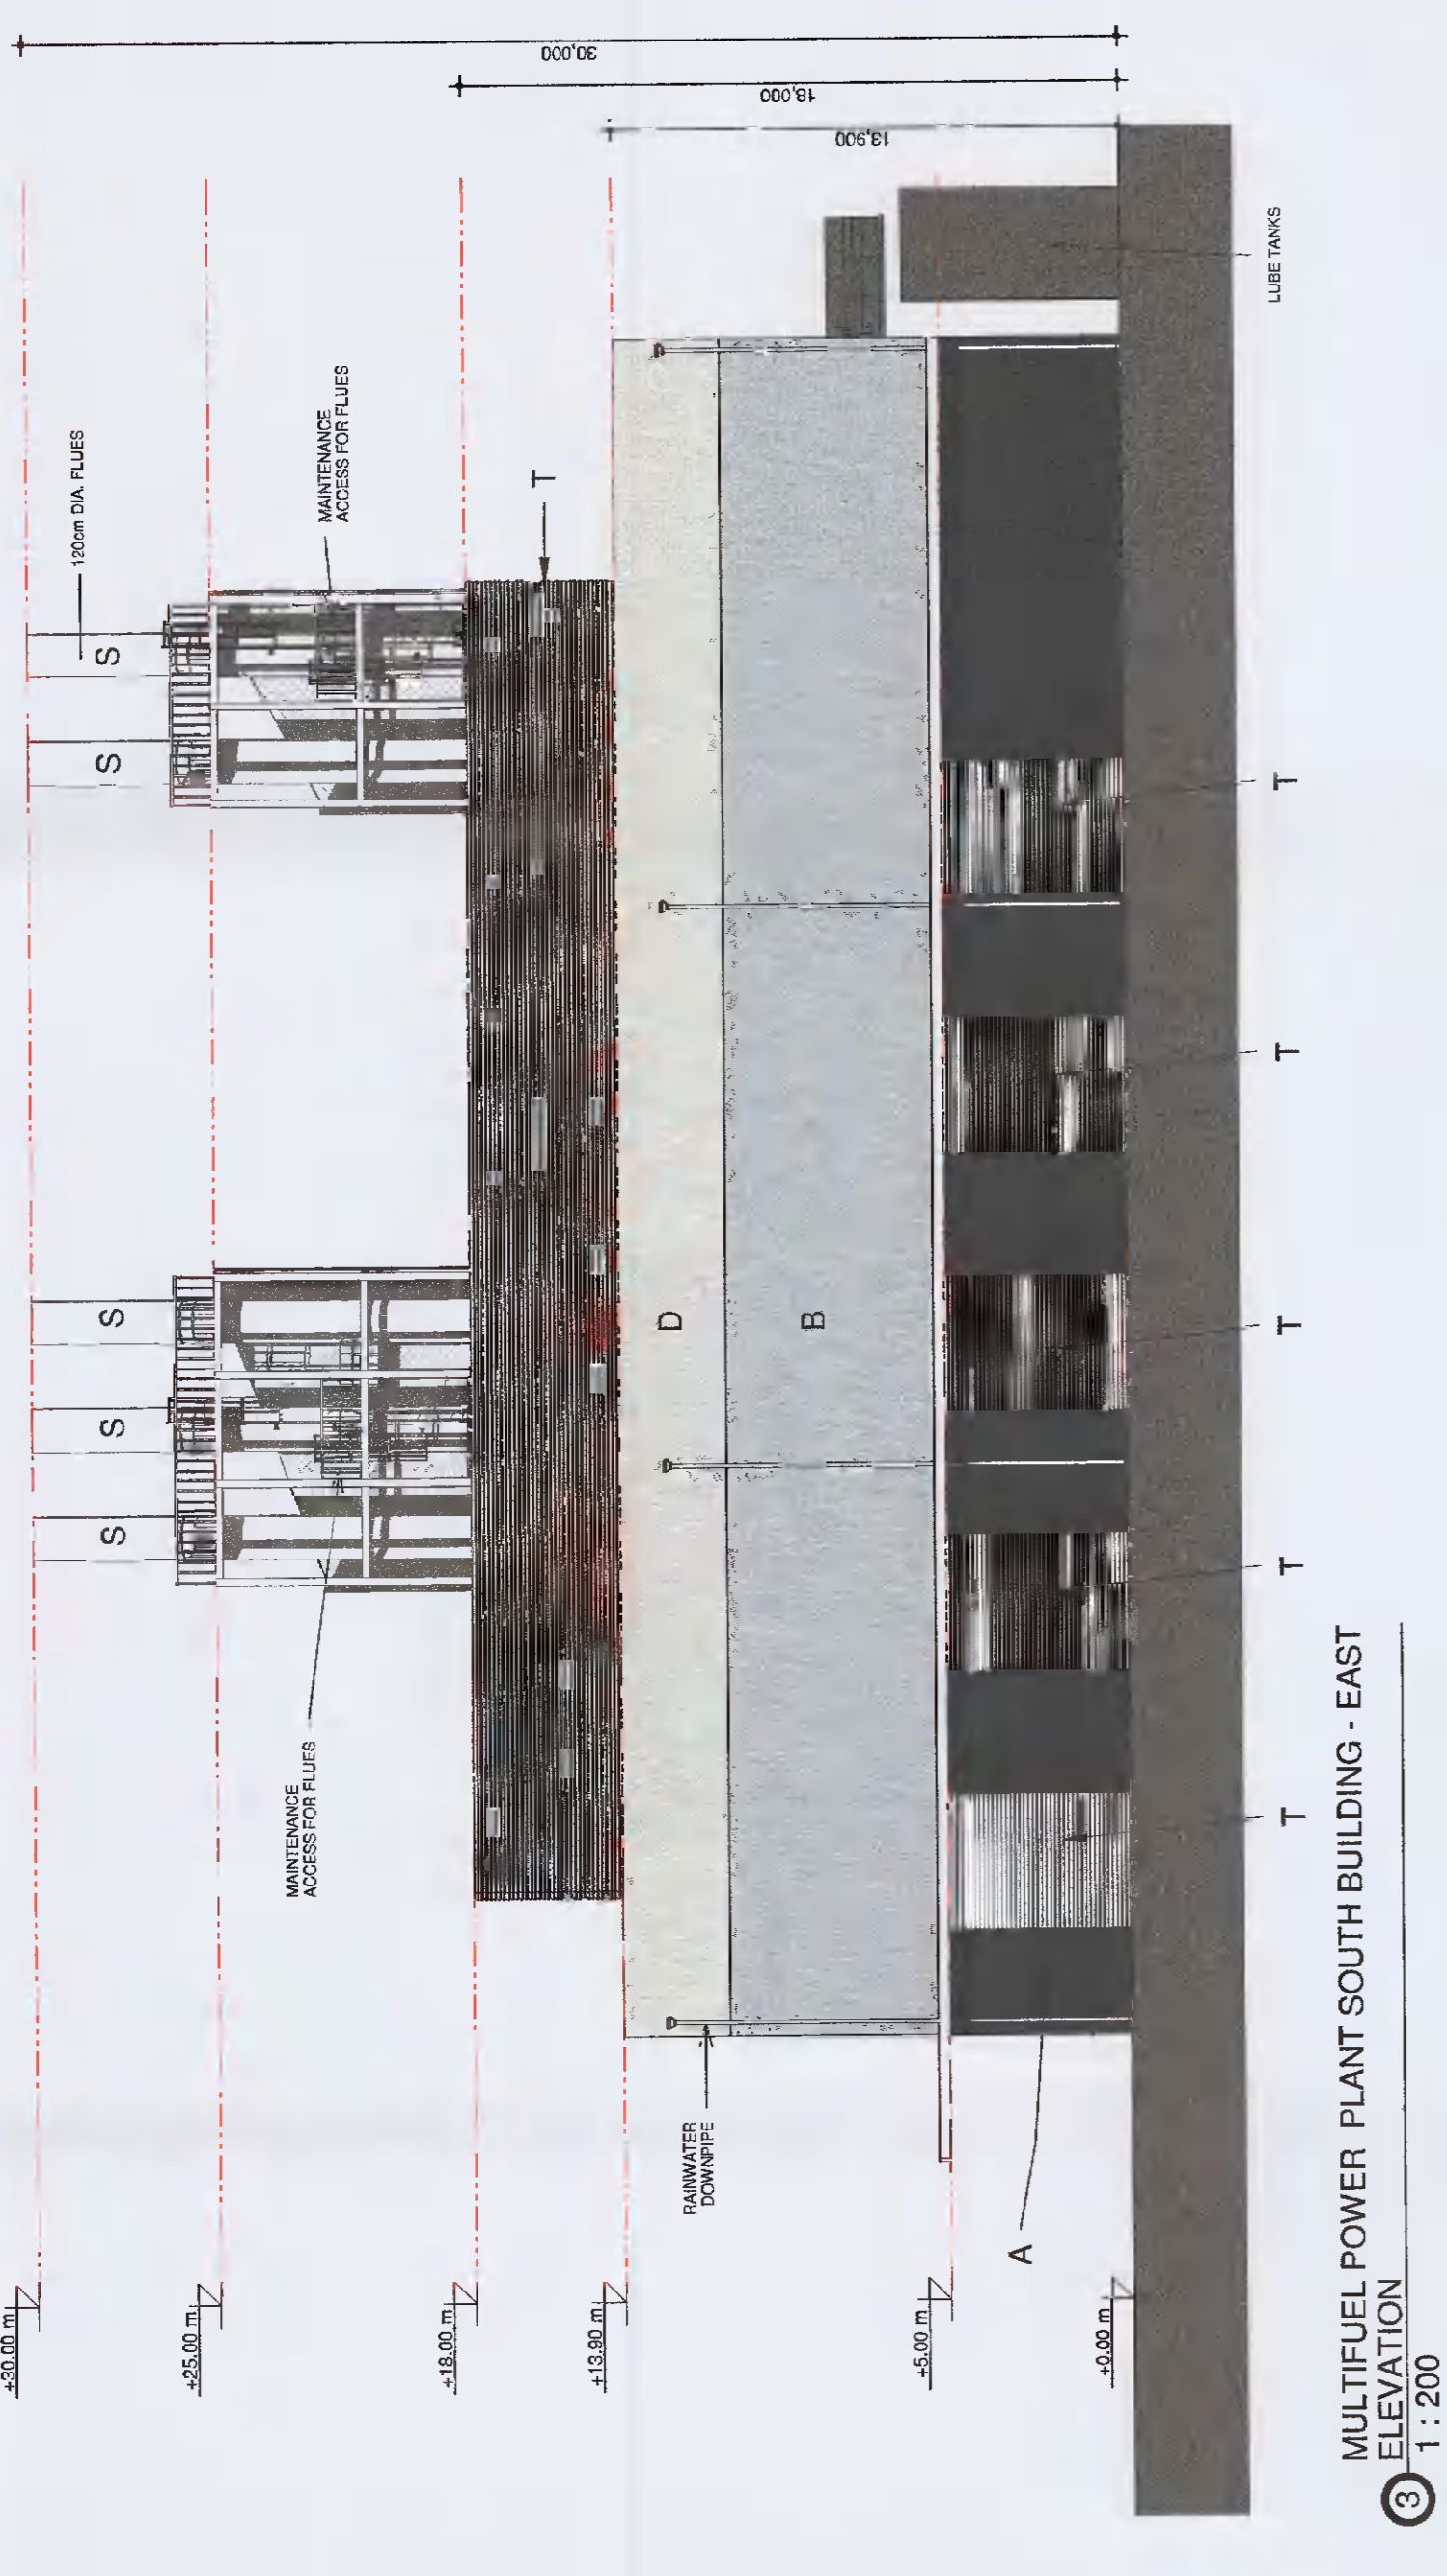 +30.00 m
+25.00 m
+18.00 m
+13.90 m
+5.00 m
+0.00 m
S
S
S
S
S
120cm DIA. FLUES
MAINTENANCE
ACCESS FOR FLUES
MAINTENANCE
ACCESS FOR FLUES
T
D
B
RAINWATER
DOWNPIPE
A
T
T
T
T
T
LUBE TANKS
30,000
18,000
13,900
3
MULTIFUEL POWER PLANT SOUTH BUILDING - EAST
ELEVATION
1 : 200